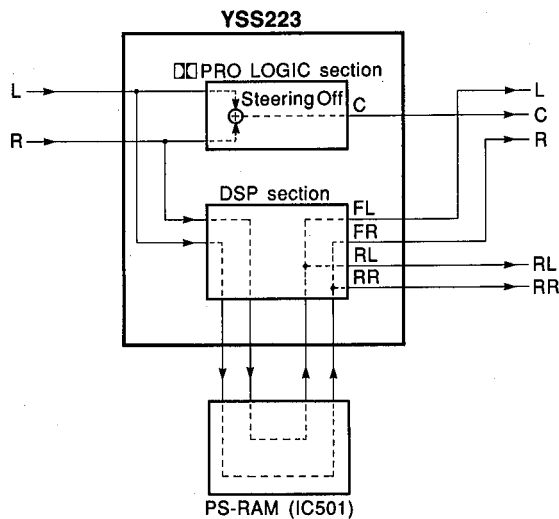 YSS223
PRO LOGIC section
L
Steering Off
C
L
C
R
R
DSP section
FL
FR
RL
RR
RL
RR
PS-RAM (IC501)